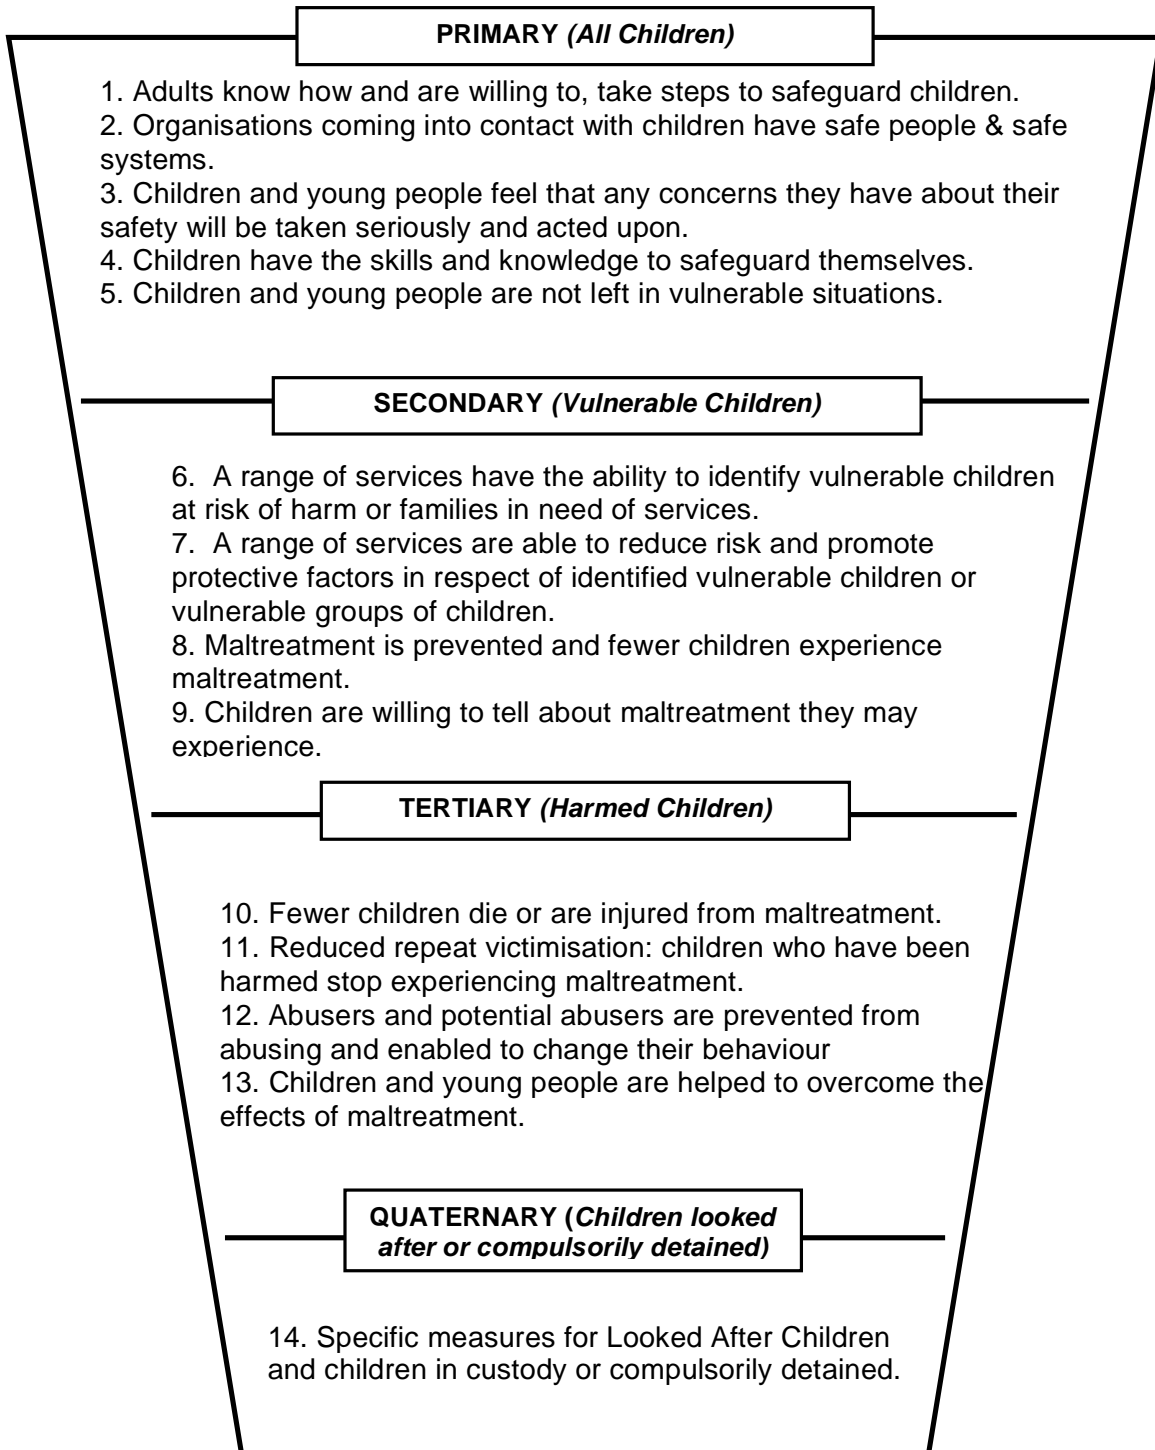 PRIMARY (All Children)
1. Adults know how and are willing to, take steps to safeguard children.
2. Organisations coming into contact with children have safe people & safe
systems.
3. Children and young people feel that any concerns they have about their
safety will be taken seriously and acted upon.
4. Children have the skills and knowledge to safeguard themselves.
5. Children and young people are not left in vulnerable situations.
SECONDARY (Vulnerable Children)
6. A range of services have the ability to identify vulnerable children
at risk of harm or families in need of services.
7. A range of services are able to reduce risk and promote
protective factors in respect of identified vulnerable children or
vulnerable groups of children.
8. Maltreatment is prevented and fewer children experience
maltreatment.
9. Children are willing to tell about maltreatment they may
experience.
TERTIARY (Harmed Children)
10. Fewer children die or are injured from maltreatment.
11. Reduced repeat victimisation: children who have been
harmed stop experiencing maltreatment.
12. Abusers and potential abusers are prevented from
abusing and enabled to change their behaviour
13. Children and young people are helped to overcome the
effects of maltreatment.
QUATERNARY (Children looked
after or compulsorily detained)
14. Specific measures for Looked After Children
and children in custody or compulsorily detained.